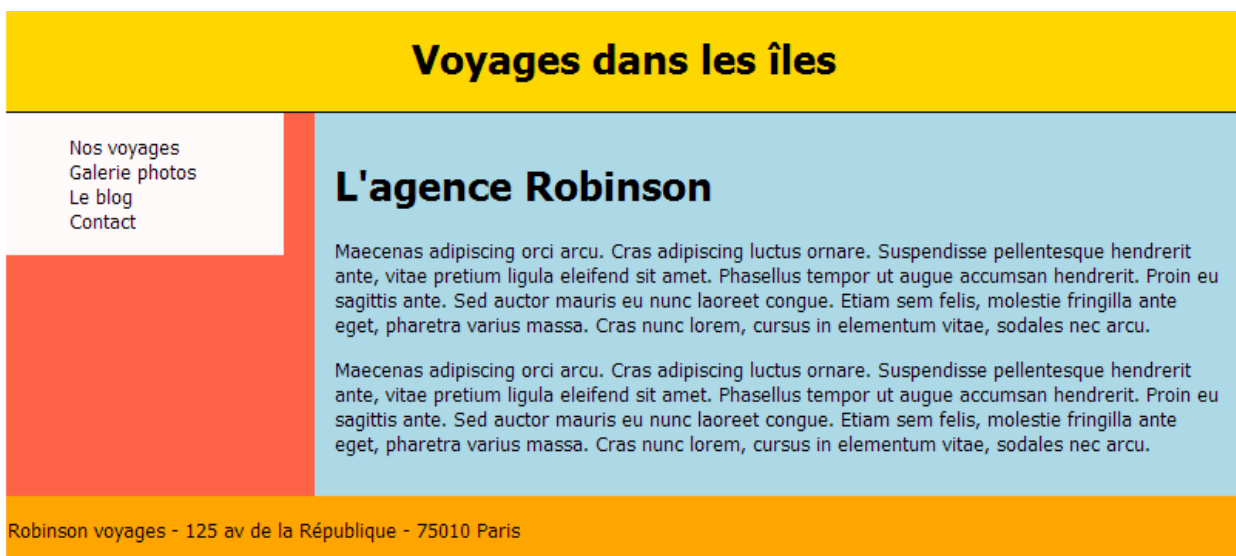 Voyages dans les îles
Nos voyages
Galerie photos
Le blog
Contact
L'agence Robinson
Maecenas adipiscing orci arcu. Cras adipiscing luctus ornare. Suspendisse pellentesque hendrerit
ante, vitae pretium ligula eleifend sit amet. Phasellus tempor ut augue accumsan hendrerit. Proin eu
sagittis ante. Sed auctor mauris eu nunc laoreet congue. Etiam sem felis, molestie fringilla ante
eget, pharetra varius massa. Cras nunc lorem, cursus in elementum vitae, sodales nec arcu.
Maecenas adipiscing orci arcu. Cras adipiscing luctus ornare. Suspendisse pellentesque hendrerit
ante, vitae pretium ligula eleifend sit amet. Phasellus tempor ut augue accumsan hendrerit. Proin eu
sagittis ante. Sed auctor mauris eu nunc laoreet congue. Etiam sem felis, molestie fringilla ante
eget, pharetra varius massa. Cras nunc lorem, cursus in elementum vitae, sodales nec arcu.
Robinson voyages - 125 av de la République - 75010 Paris